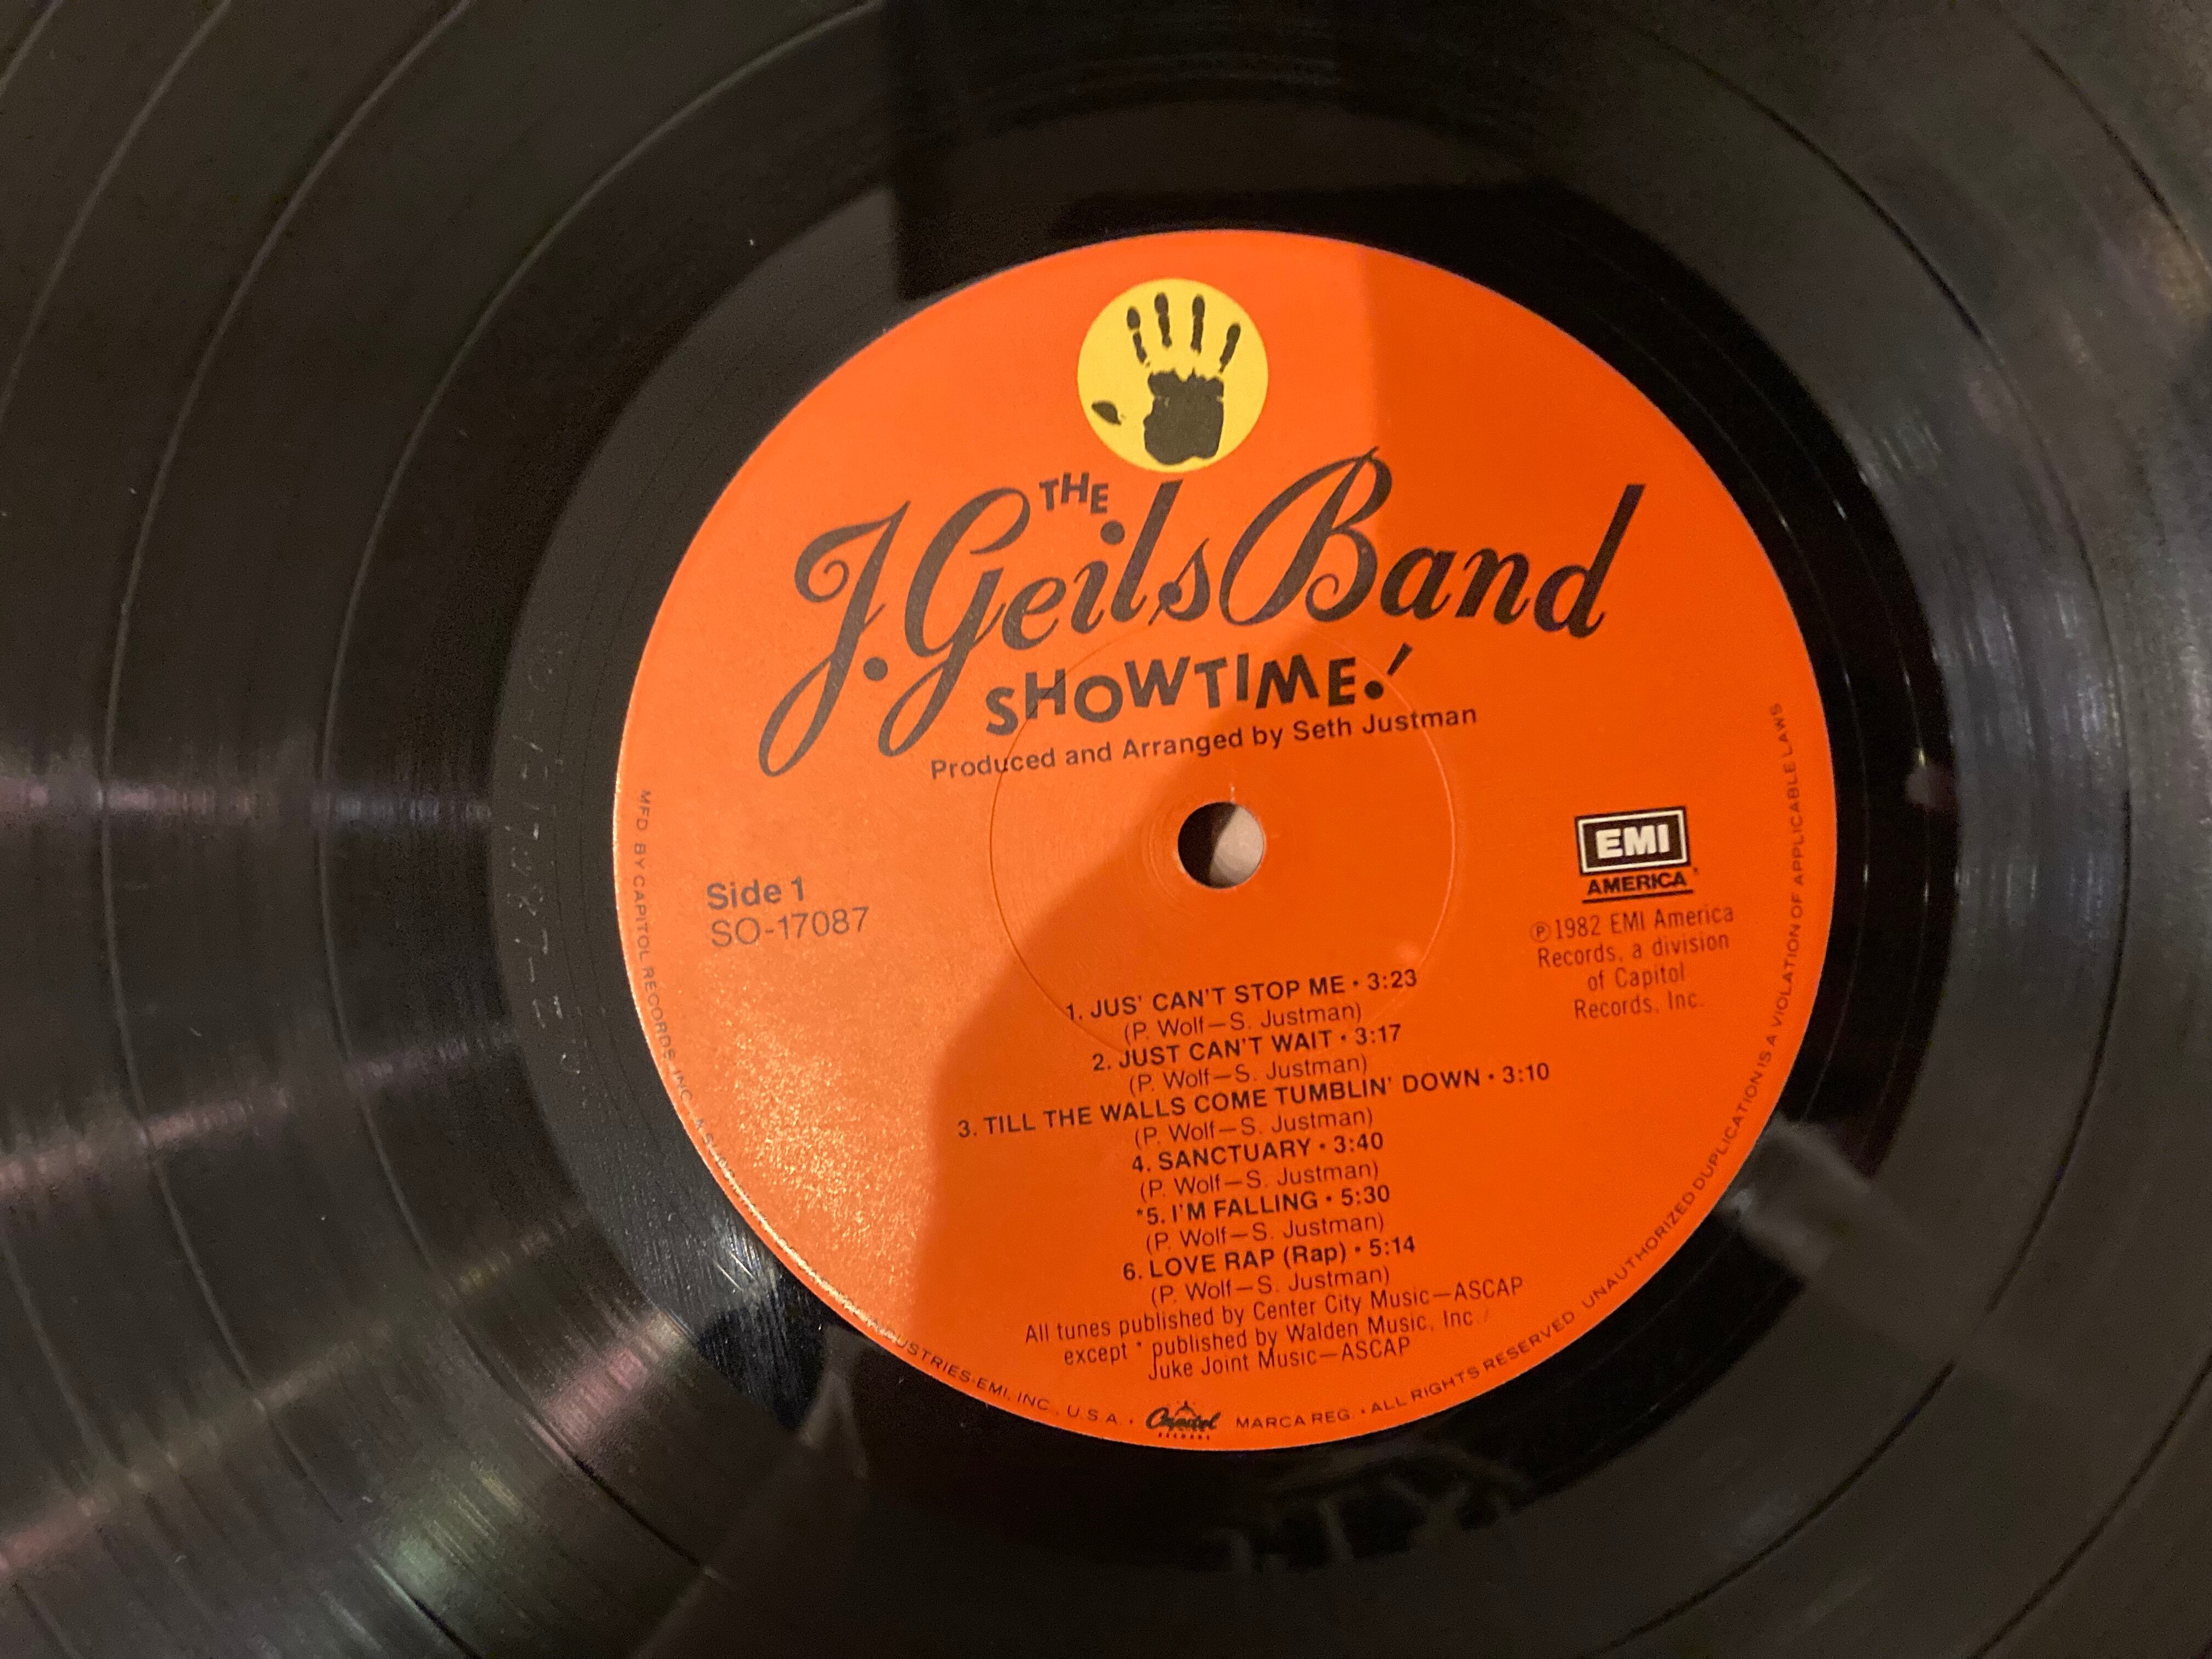 THE
J. Geils Band
SHOWTIME!
Produced and Arranged by Seth Justman
Side 1
SO-17087
EMI
AMERICA
℗ 1982 EMI America
Records, a division
of Capitol
Records, Inc.
1. JUS' CAN'T STOP ME • 3:23
(P. Wolf—S. Justman)
2. JUST CAN'T WAIT • 3:17
(P. Wolf—S. Justman)
3. TILL THE WALLS COME TUMBLIN' DOWN • 3:10
(P. Wolf—S. Justman)
4. SANCTUARY • 3:40
(P. Wolf—S. Justman)
*5. I'M FALLING • 5:30
(P. Wolf—S. Justman)
6. LOVE RAP (Rap) • 5:14
(P. Wolf—S. Justman)
All tunes published by Center City Music—ASCAP
except * published by Walden Music, Inc./
Juke Joint Music—ASCAP
MFD. BY CAPITOL RECORDS, INC., A INDUSTRIES-EMI, INC., U.S.A. • Capitol RECORDS MARCA REG. • ALL RIGHTS RESERVED. UNAUTHORIZED DUPLICATION IS A VIOLATION OF APPLICABLE LAWS